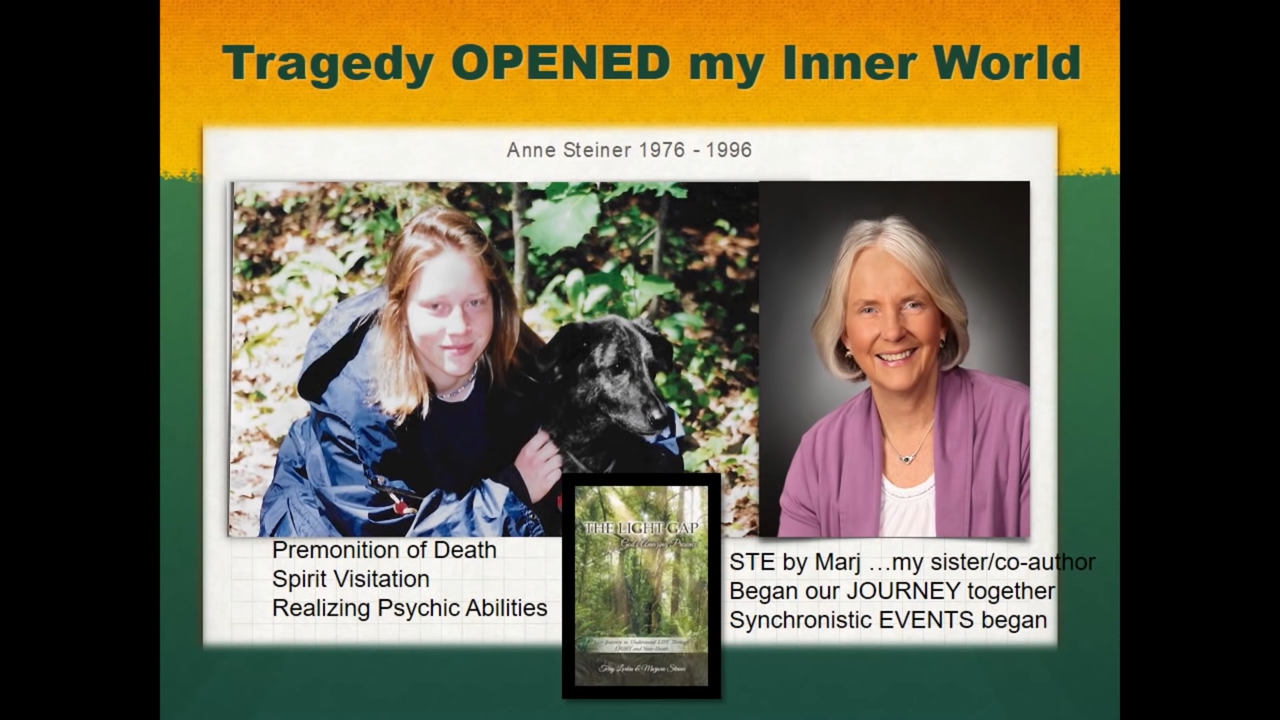 Tragedy OPENED my Inner World
Anne Steiner 1976 - 1996
THE LIGHT GAP
Premonition of Death
Spirit Visitation
Realizing Psychic Abilities
STE by Marj ...my sister/co-author
Began our JOURNEY together
Synchronistic EVENTS began